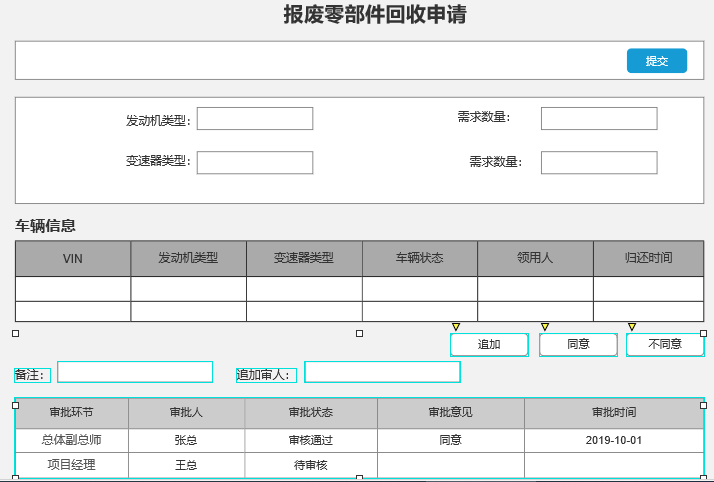 报废零部件回收申请
提交
发动机类型: 需求数量:
变速器类型: 需求数量:
车辆信息
VIN 发动机类型 变速器类型 车辆状态 领用人 归还时间
追加 同意 不同意
备注: 追加审人:
审批环节 审批人 审批状态 审批意见 审批时间
总体副总师 张总 审核通过 同意 2019-10-01
项目经理 王总 待审核